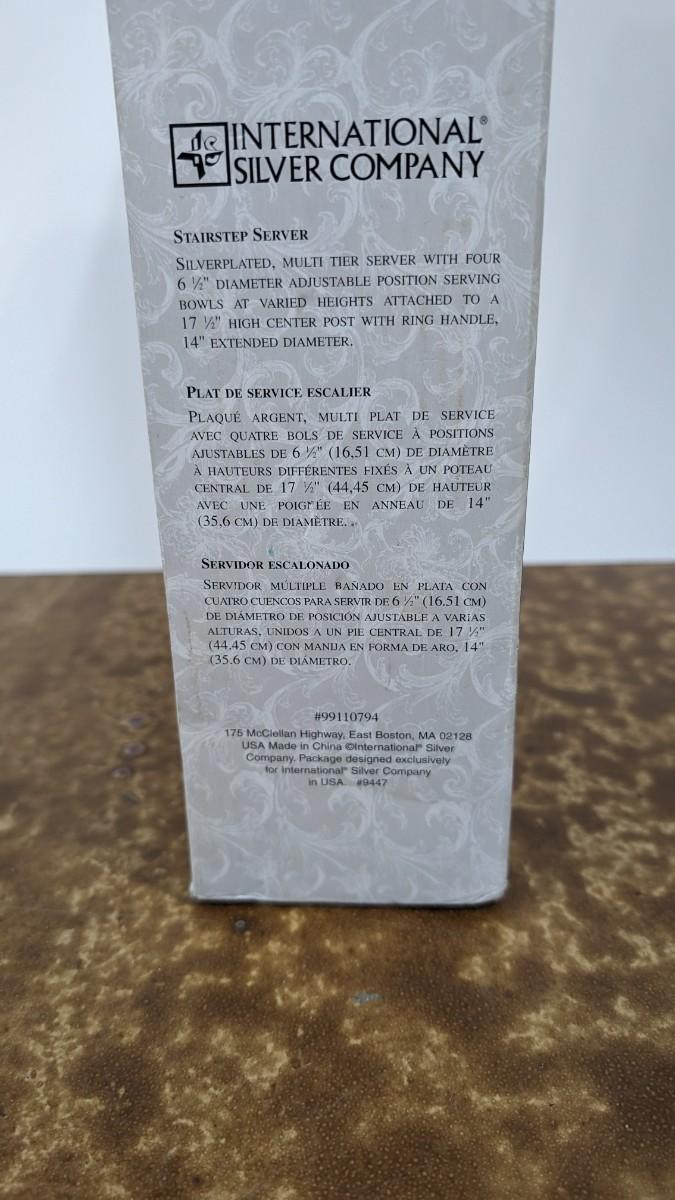 INTERNATIONAL®
SILVER COMPANY
STAIRSTEP SERVER
SILVERPLATED, MULTI TIER SERVER WITH FOUR
6 ½" DIAMETER ADJUSTABLE POSITION SERVING
BOWLS AT VARIED HEIGHTS ATTACHED TO A
17 ½" HIGH CENTER POST WITH RING HANDLE,
14" EXTENDED DIAMETER.
PLAT DE SERVICE ESCALIER
PLAQUÉ ARGENT, MULTI PLAT DE SERVICE
AVEC QUATRE BOLS DE SERVICE À POSITIONS
AJUSTABLES DE 6 ½" (16,51 CM) DE DIAMÈTRE
À HAUTEURS DIFFÉRENTES FIXÉS À UN POTEAU
CENTRAL DE 17 ½" (44,45 CM) DE HAUTEUR
AVEC UNE POIGNÉE EN ANNEAU DE 14"
(35,6 CM) DE DIAMÈTRE.
SERVIDOR ESCALONADO
SERVIDOR MÚLTIPLE BAÑADO EN PLATA CON
CUATRO CUENCOS PARA SERVIR DE 6 ½" (16.51 CM)
DE DIÁMETRO DE POSICIÓN AJUSTABLE A VARIAS
ALTURAS, UNIDOS A UN PIE CENTRAL DE 17 ½"
(44.45 CM) CON MANIJA EN FORMA DE ARO, 14"
(35.6 CM) DE DIÁMETRO.
#99110794
175 McClellan Highway, East Boston, MA 02128
USA Made in China ©International® Silver
Company. Package designed exclusively
for International® Silver Company
in USA. #9447